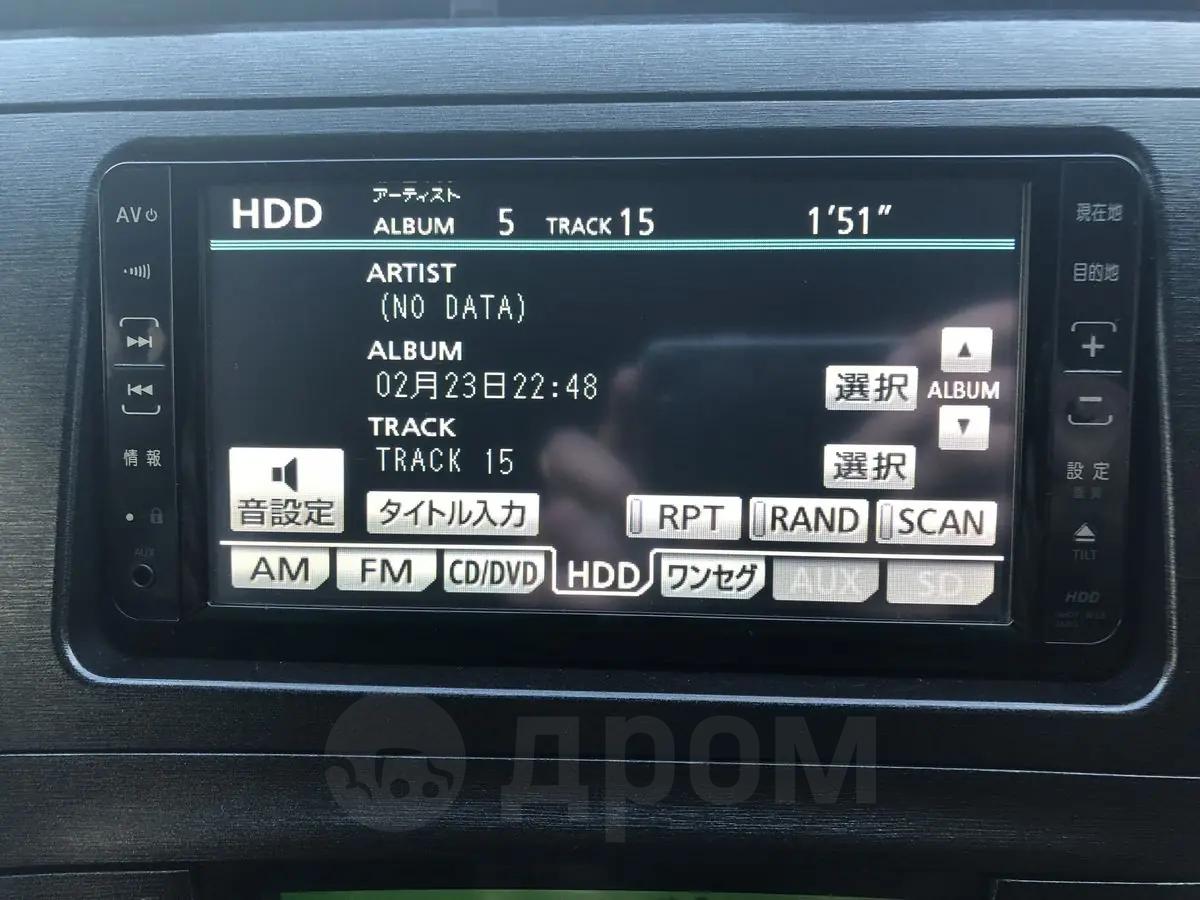 AV
HDD
アーティスト
ALBUM 5 TRACK 15 1'51"
現在地
ARTIST
(NO DATA)
目的地
ALBUM
02月23日22:48
選択
ALBUM
TRACK
TRACK 15
選択
情報
設定
音設定
タイトル入力
RPT
RAND
SCAN
AUX
TILT
AM
FM
CD/DVD
HDD
ワンセグ
AUX
SD
HDD
дром